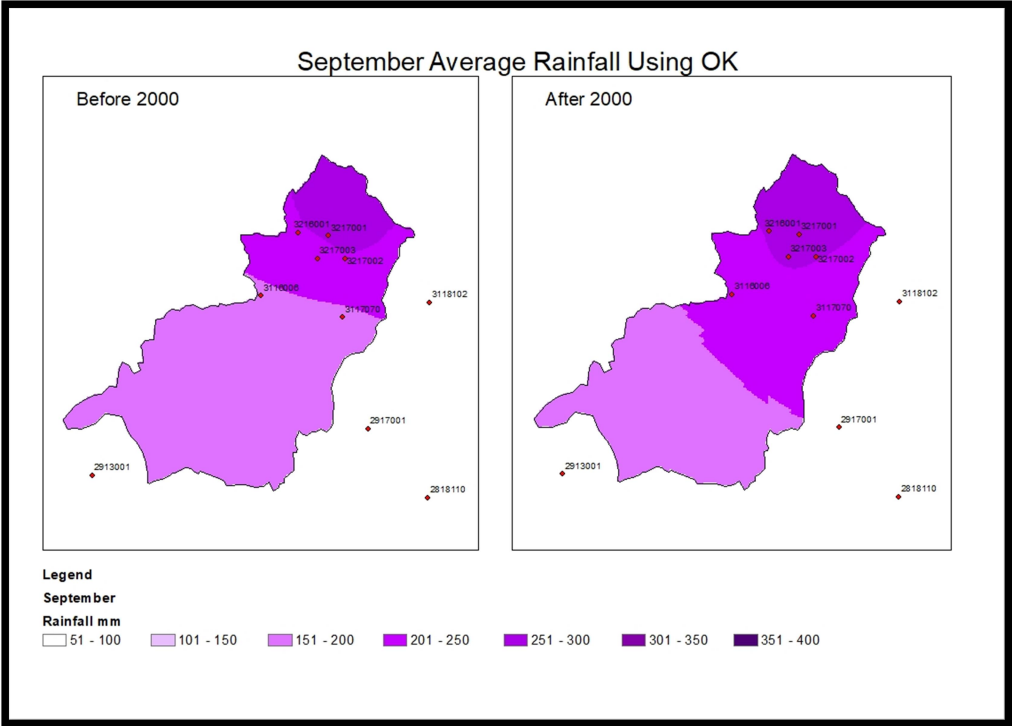 September Average Rainfall Using OK
Before 2000
3216001
3217001
3217003
3217002
3116006
3117070
3118102
2917001
2913001
2818110
After 2000
3216001
3217001
3217003
3217002
3116006
3117070
3118102
2917001
2913001
2818110
Legend
September
Rainfall mm
51 - 100 101 - 150 151 - 200 201 - 250 251 - 300 301 - 350 351 - 400